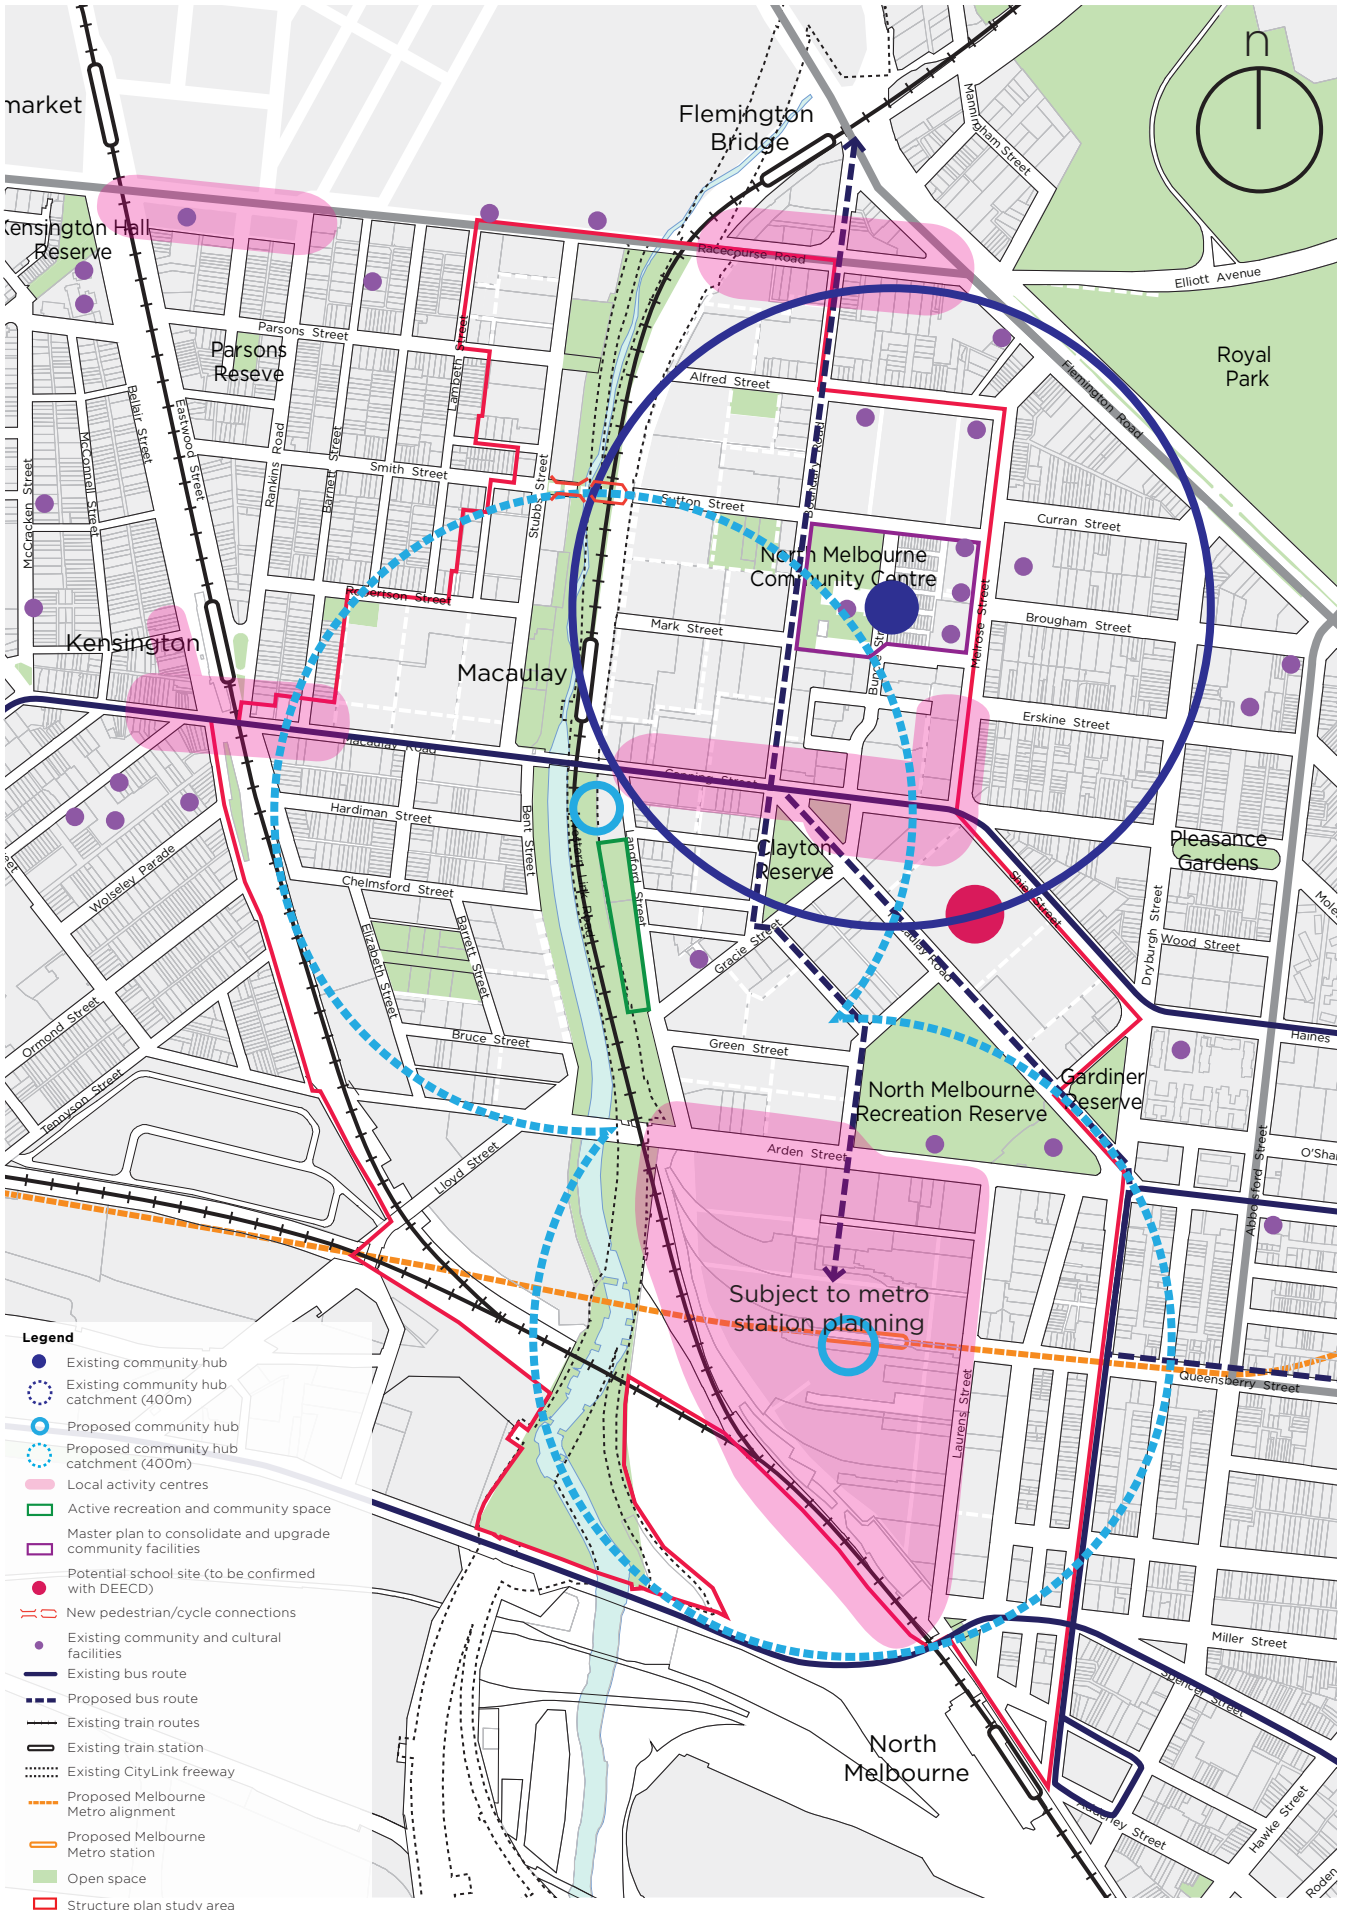 n
market
Flemington
Bridge
Manningham Street
Kensington Hall
Reserve
Racecourse Road
Elliott Avenue
Parsons Street
Parsons
Reseve
Royal
Park
Lambeth Street
Alfred Street
Flemington Road
Bellair Street
Eastwood Street
McConnell Street
McCracken Street
Rankins Road
Barnett Street
Smith Street
Stubbs Street
Sutton Street
Boundary Road
Curran Street
North Melbourne
Community Centre
Robertson Street
Mark Street
Melrose Street
Brougham Street
Kensington
Macaulay
Erskine Street
Macaulay Road
Canning Street
Hardiman Street
Bent Street
Langford Street
Clayton
Reserve
Pleasance
Gardens
Wolseley Parade
Chelmsford Street
Shiel Street
Elizabeth Street
Barrett Street
Gracie Street
Dryburgh Street
Wood Street
Ormond Street
Bruce Street
Green Street
Haines
Tennyson Street
North Melbourne
Recreation Reserve
Gardiner
Reserve
Arden Street
Lloyd Street
Abbotsford Street
O'Sha
Subject to metro
station planning
Laurens Street
Queensberry Street
Legend
Existing community hub
Existing community hub
catchment (400m)
Proposed community hub
Proposed community hub
catchment (400m)
Local activity centres
Active recreation and community space
Master plan to consolidate and upgrade
community facilities
Potential school site (to be confirmed
with DEECD)
New pedestrian/cycle connections
Existing community and cultural
facilities
Existing bus route
Proposed bus route
Existing train routes
Existing train station
Existing CityLink freeway
Proposed Melbourne
Metro alignment
Proposed Melbourne
Metro station
Open space
Structure plan study area
Miller Street
Spencer Street
North
Melbourne
Adderley Street
Hawke Street
Roden